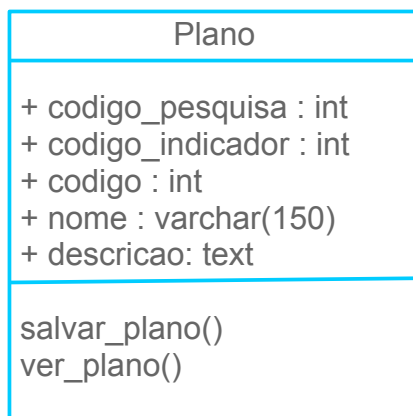 Plano
+ codigo_pesquisa : int
+ codigo_indicador : int
+ codigo : int
+ nome : varchar(150)
+ descricao: text
salvar_plano()
ver_plano()